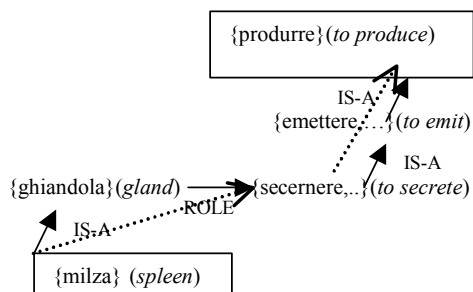 {produrre}(to produce)
IS-A
{emettere,…}(to emit)
IS-A
{ghiandola}(gland)
ROLE
{secernere,..}(to secrete)
IS-A
{milza} (spleen)